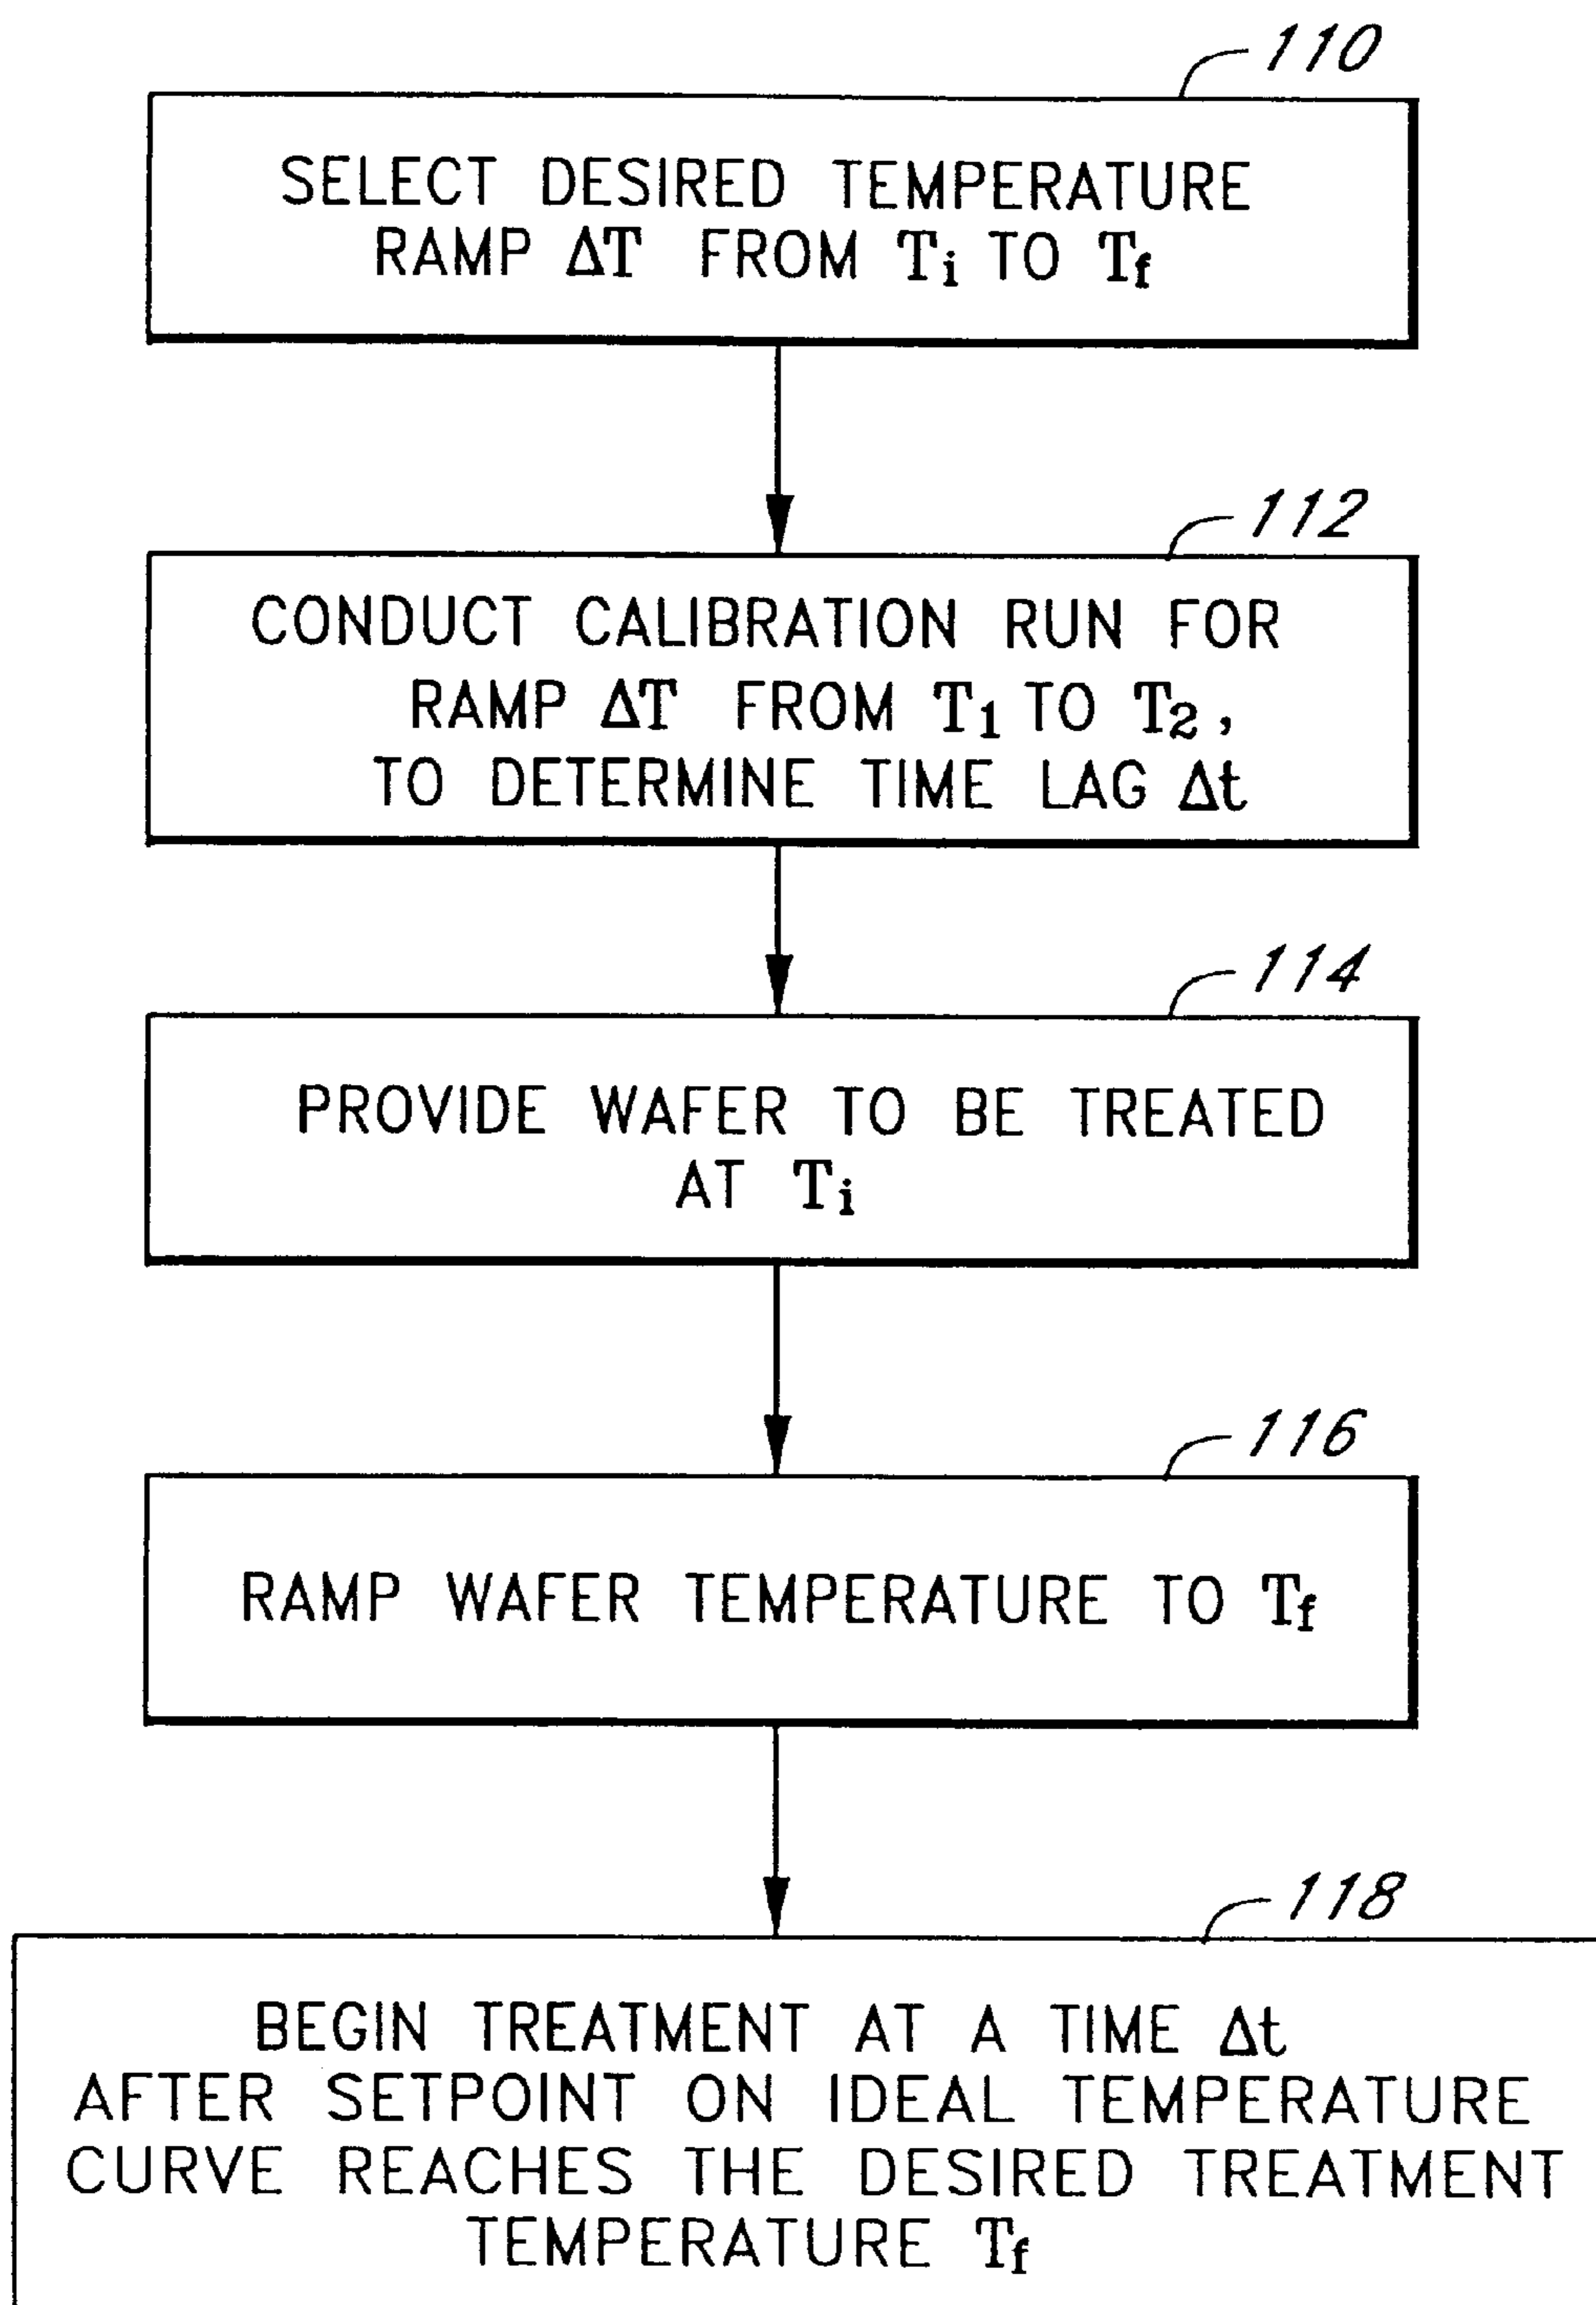 110
SELECT DESIRED TEMPERATURE
RAMP ΔT FROM Ti TO Tf
112
CONDUCT CALIBRATION RUN FOR
RAMP ΔT FROM T1 TO T2,
TO DETERMINE TIME LAG Δt
114
PROVIDE WAFER TO BE TREATED
AT Ti
116
RAMP WAFER TEMPERATURE TO Tf
118
BEGIN TREATMENT AT A TIME Δt
AFTER SETPOINT ON IDEAL TEMPERATURE
CURVE REACHES THE DESIRED TREATMENT
TEMPERATURE Tf